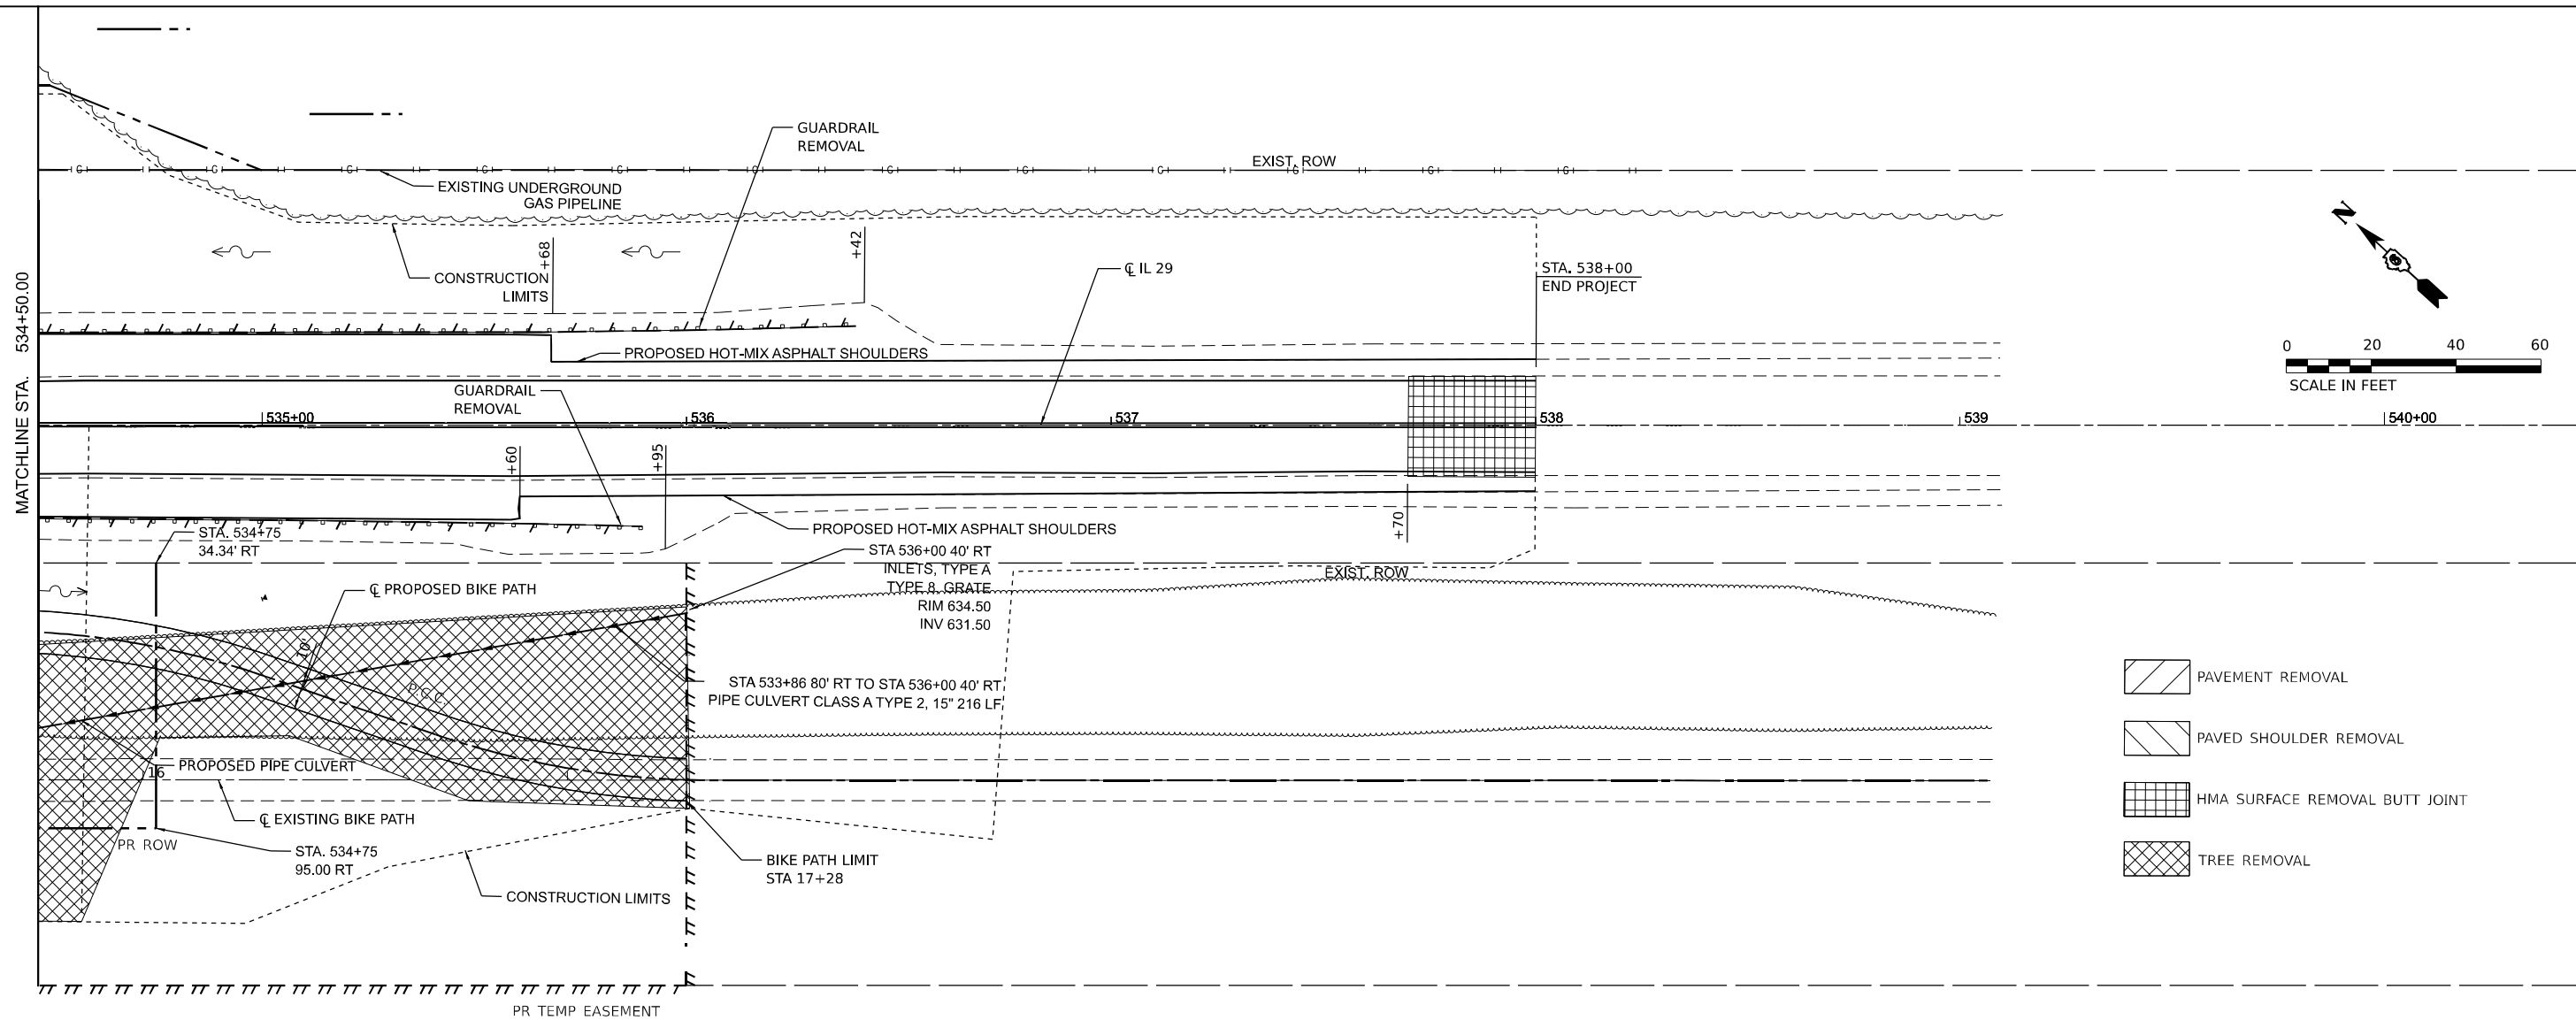 GUARDRAIL
REMOVAL
EXIST. ROW
G G G G G G G G G G G G
EXISTING UNDERGROUND
GAS PIPELINE
N
+68
+42
CONSTRUCTION
LIMITS
℄ IL 29
STA. 538+00
END PROJECT
MATCHLINE STA. 534+50.00
PROPOSED HOT-MIX ASPHALT SHOULDERS
0 20 40 60
SCALE IN FEET
GUARDRAIL
REMOVAL
535+00 536 537 538 539 540+00
+60
+95
+70
PROPOSED HOT-MIX ASPHALT SHOULDERS
STA. 534+75
34.34' RT
STA 536+00 40' RT
INLETS, TYPE A
TYPE 8, GRATE
RIM 634.50
INV 631.50
EXIST. ROW
℄ PROPOSED BIKE PATH
10'
P.C.C.
STA 533+86 80' RT TO STA 536+00 40' RT
PIPE CULVERT CLASS A TYPE 2, 15" 216 LF
PAVEMENT REMOVAL
PAVED SHOULDER REMOVAL
HMA SURFACE REMOVAL BUTT JOINT
TREE REMOVAL
PROPOSED PIPE CULVERT
16
℄ EXISTING BIKE PATH
PR ROW
STA. 534+75
95.00 RT
BIKE PATH LIMIT
STA 17+28
CONSTRUCTION LIMITS
PR TEMP EASEMENT